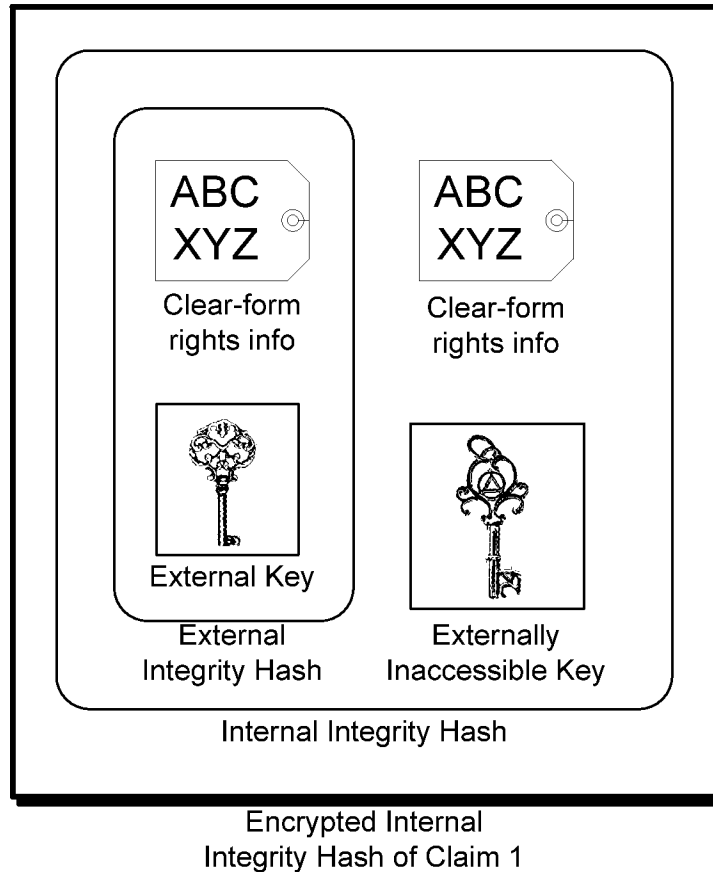 ABC
XYZ
Clear-form
rights info
External Key
External
Integrity Hash
ABC
XYZ
Clear-form
rights info
Externally
Inaccessible Key
Internal Integrity Hash
Encrypted Internal
Integrity Hash of Claim 1